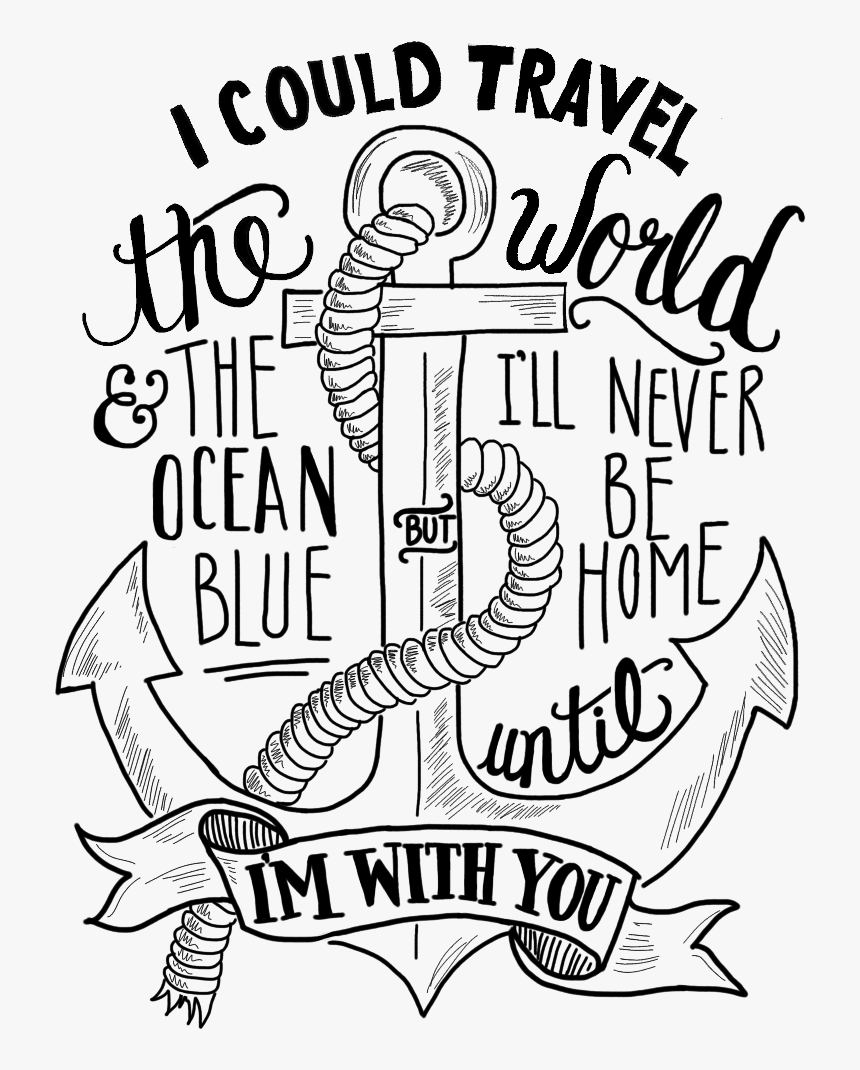 I COULD TRAVEL
the World
& THE
OCEAN
BLUE
BUT
I'LL NEVER
BE
HOME
until
I'M WITH YOU